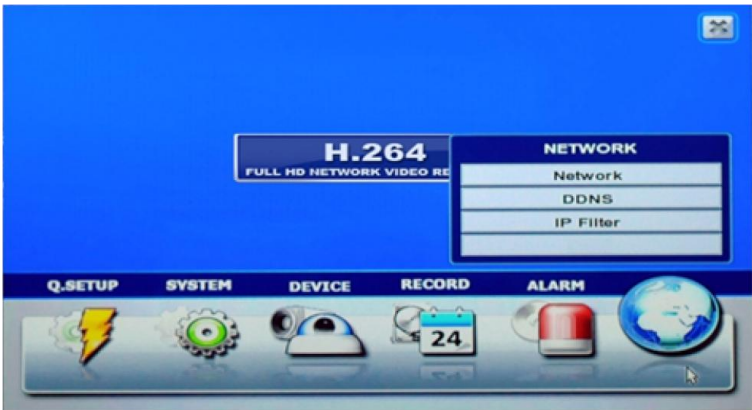 H.264
FULL HD NETWORK VIDEO RE
NETWORK
Network
DDNS
IP Filter
Q.SETUP
SYSTEM
DEVICE
RECORD
ALARM
24